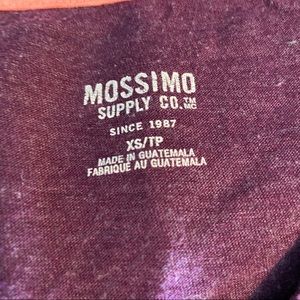 MOSSIMO
SUPPLY CO.™ MC
SINCE 1987
XS/TP
MADE IN GUATEMALA
FABRIQUÉ AU GUATEMALA